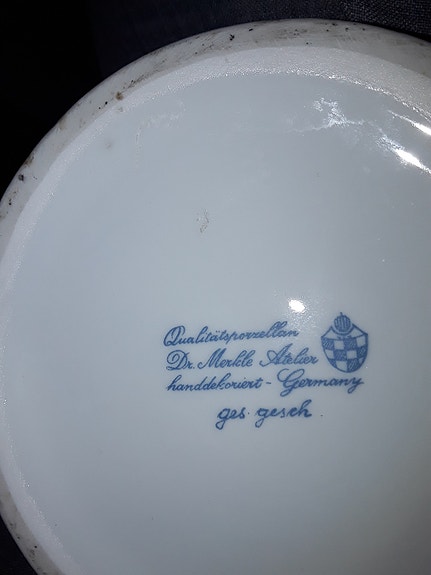 Qualitätsporzellan
Dr. Merkle Atelier
handdekoriert - Germany
ges. gesch.